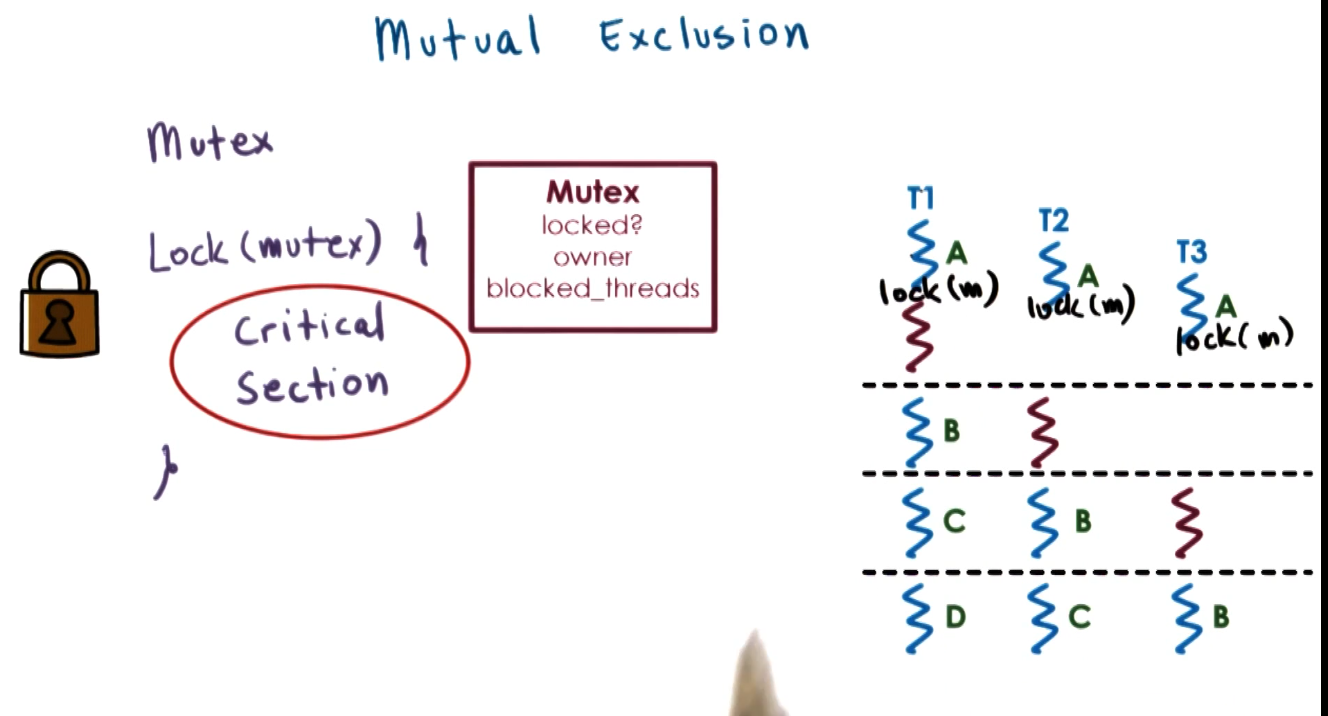 Mutual Exclusion
Mutex
Lock (mutex) {
Critical
Section
}
Mutex
locked?
owner
blocked_threads
T1
A
lock (m)
T2
A
lock (m)
T3
A
lock( m)
B
C
B
D
C
B